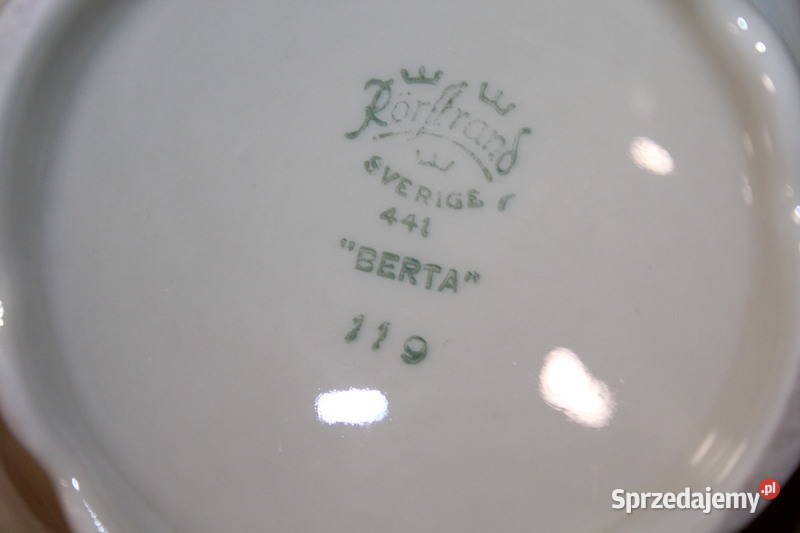 Rörstrand
SVERIGE r
441
"BERTA"
119
Sprzedajemy.pl